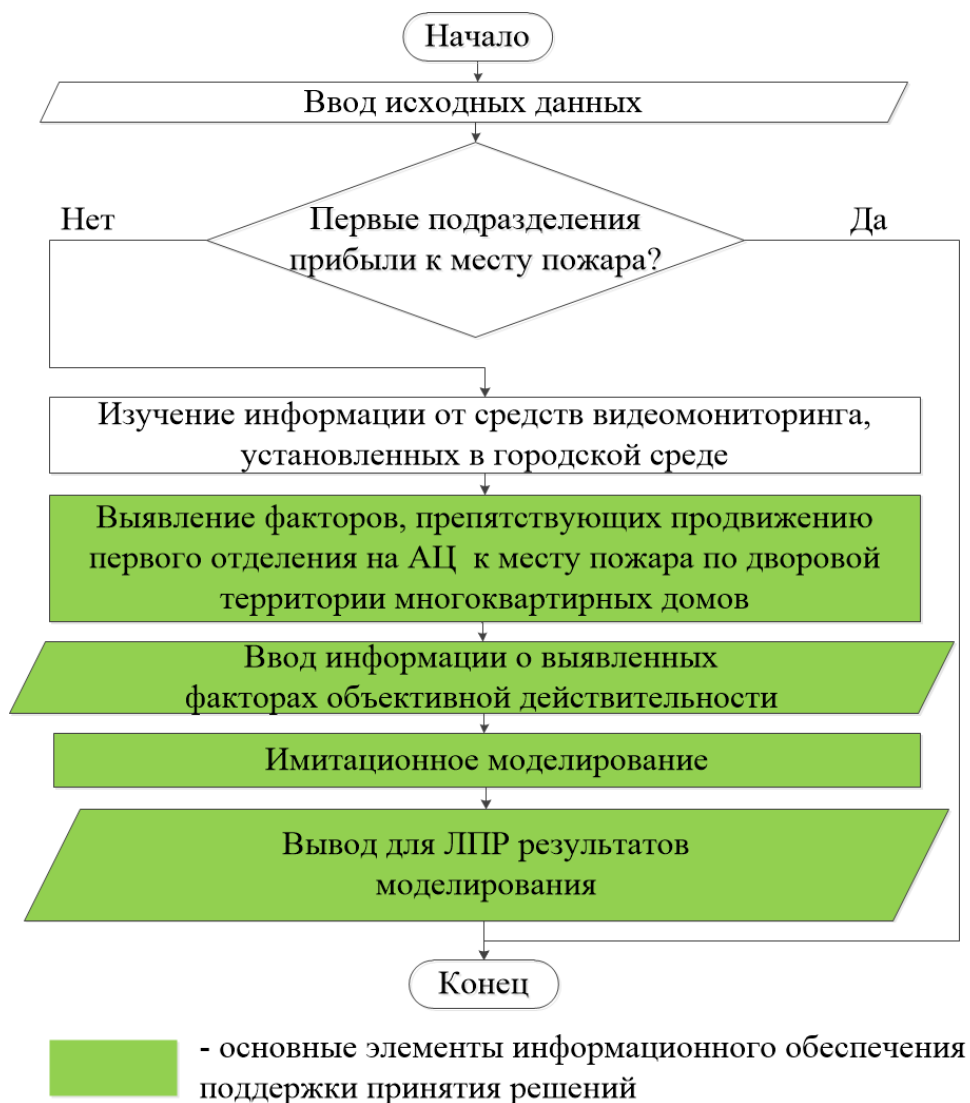 Начало
Ввод исходных данных
Нет
Первые подразделения
прибыли к месту пожара?
Да
Изучение информации от средств видеомониторинга,
установленных в городской среде
Выявление факторов, препятствующих продвижению
первого отделения на АЦ к месту пожара по дворовой
территории многоквартирных домов
Ввод информации о выявленных
факторах объективной действительности
Имитационное моделирование
Вывод для ЛПР результатов
моделирования
Конец
- основные элементы информационного обеспечения
поддержки принятия решений